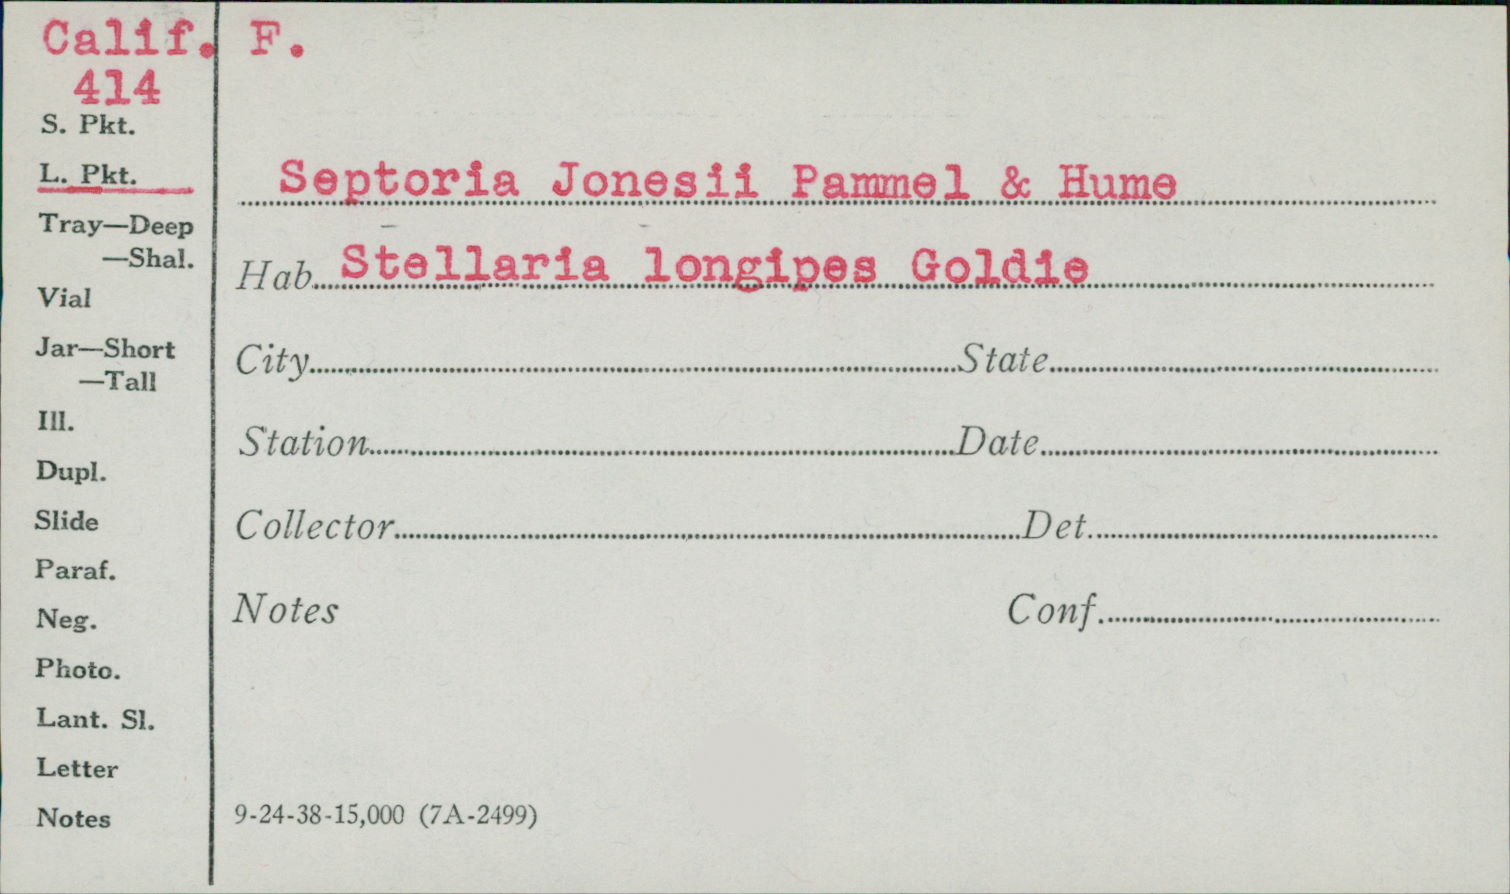 Calif. F.
414
S. Pkt.
L. Pkt.
Septoria Jonesii Pammel & Hume
Tray—Deep
—Shal.
Hab. Stellaria longipes Goldie
Vial
Jar—Short
—Tall
City State
Ill.
Station Date
Dupl.
Slide
Collector Det.
Paraf.
Neg.
Notes Conf.
Photo.
Lant. Sl.
Letter
Notes
9-24-38-15,000 (7A-2499)